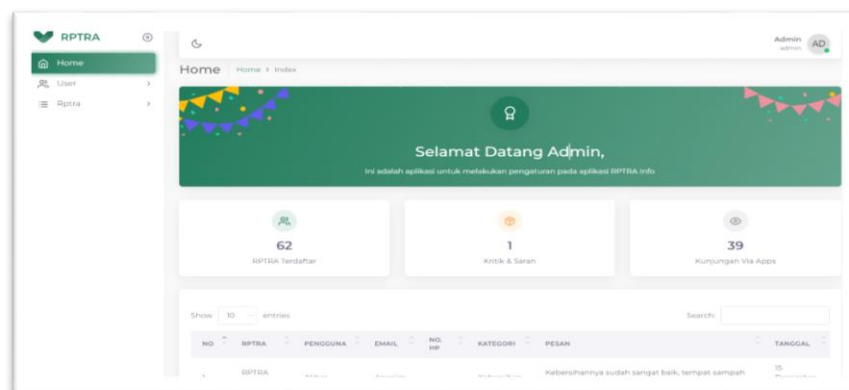 RPTRA
Admin
admin
AD
Home
User
Rptra
Home Home > Index
Selamat Datang Admin,
Ini adalah aplikasi untuk melakukan pengaturan pada aplikasi RPTRA Info
62
RPTRA Terdaftar
1
Kritik & Saran
39
Kunjungan Via Apps
Show 10 entries
Search:
NO RPTRA PENGGUNA EMAIL NO. HP KATEGORI PESAN TANGGAL
RPTRA Kebersihannya sudah sangat baik, tempat sampah 15